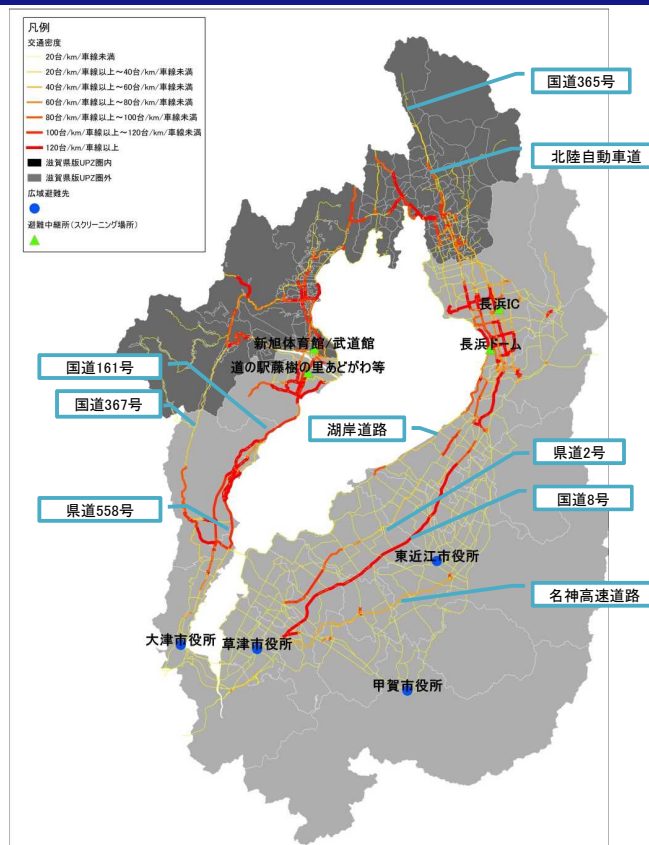 凡例
交通密度
20台/km/車線未満
20台/km/車線以上～40台/km/車線未満
40台/km/車線以上～60台/km/車線未満
60台/km/車線以上～80台/km/車線未満
80台/km/車線以上～100台/km/車線未満
100台/km/車線以上～120台/km/車線未満
120台/km/車線以上
滋賀県版UPZ圏内
滋賀県版UPZ圏外
広域避難先
避難中継所(スクリーニング場所)
国道365号
北陸自動車道
長浜IC
新旭体育館/武道館
長浜ドーム
道の駅藤樹の里あどがわ等
国道161号
国道367号
湖岸道路
県道2号
国道8号
県道558号
東近江市役所
名神高速道路
大津市役所
草津市役所
甲賀市役所